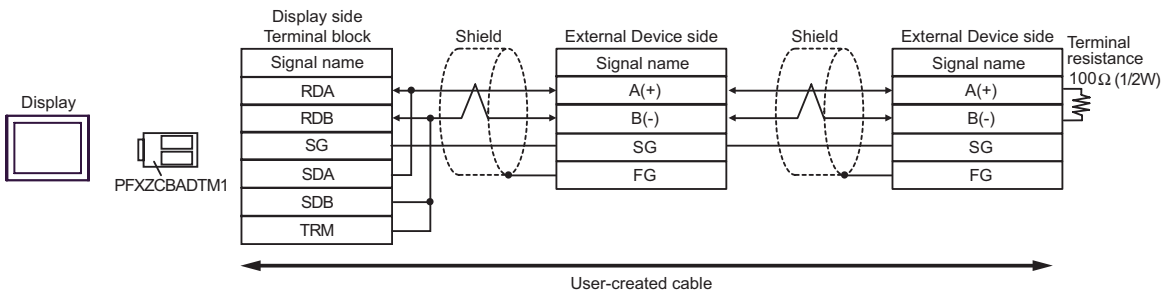 Display side
Terminal block
Shield
External Device side
Shield
External Device side
Terminal
resistance
100Ω (1/2W)
Signal name
Signal name
Signal name
RDA
A(+)
A(+)
Display
RDB
B(-)
B(-)
SG
SG
SG
PFXZCBADTM1
SDA
FG
FG
SDB
TRM
User-created cable